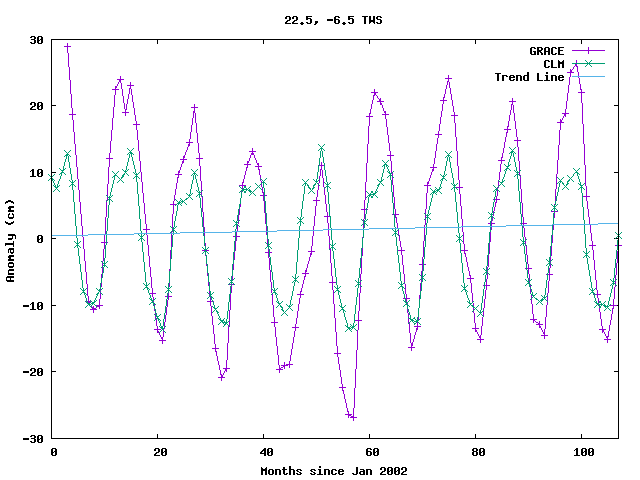 22.5, -6.5 TWS
GRACE
CLM
Trend Line
30
20
10
0
-10
-20
-30
Anomaly (cm)
0 20 40 60 80 100
Months since Jan 2002